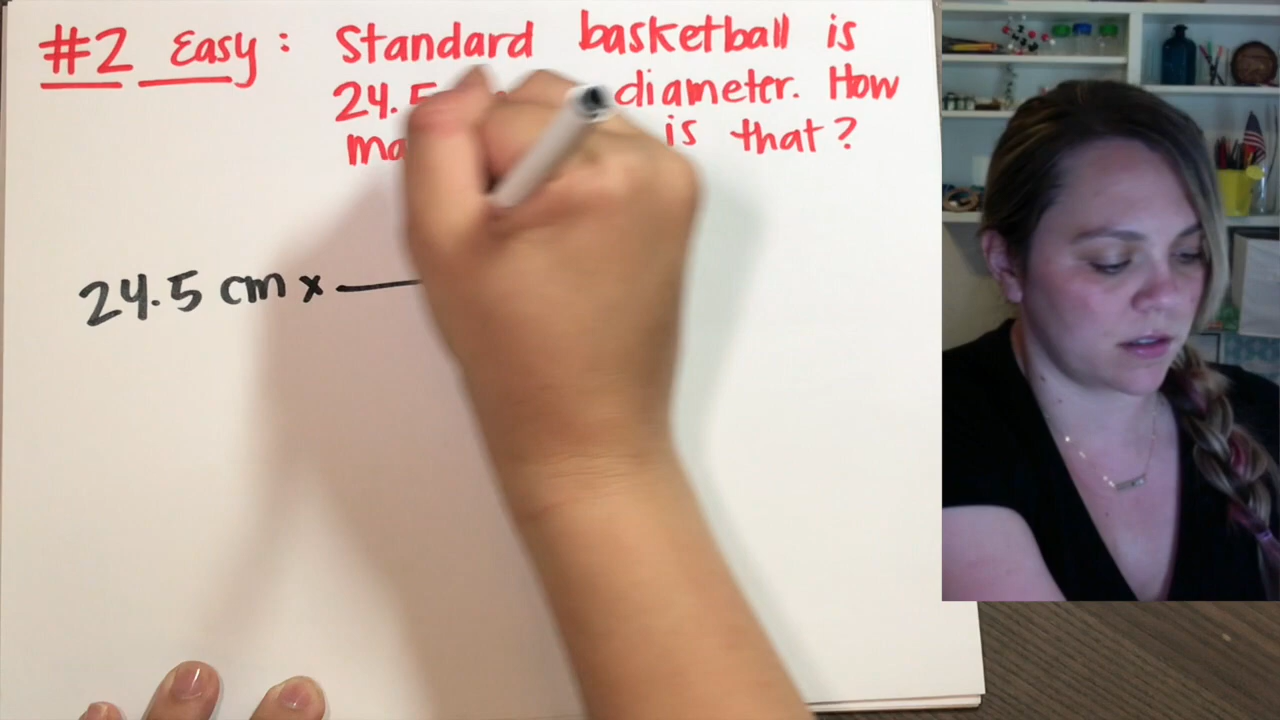 #2 Easy: Standard basketball is
24.5 diameter. How
is that?
24.5 cm x